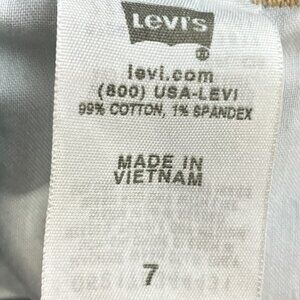 Levi's
levi.com
(800) USA-LEVI
99% COTTON, 1% SPANDEX
MADE IN
VIETNAM
7